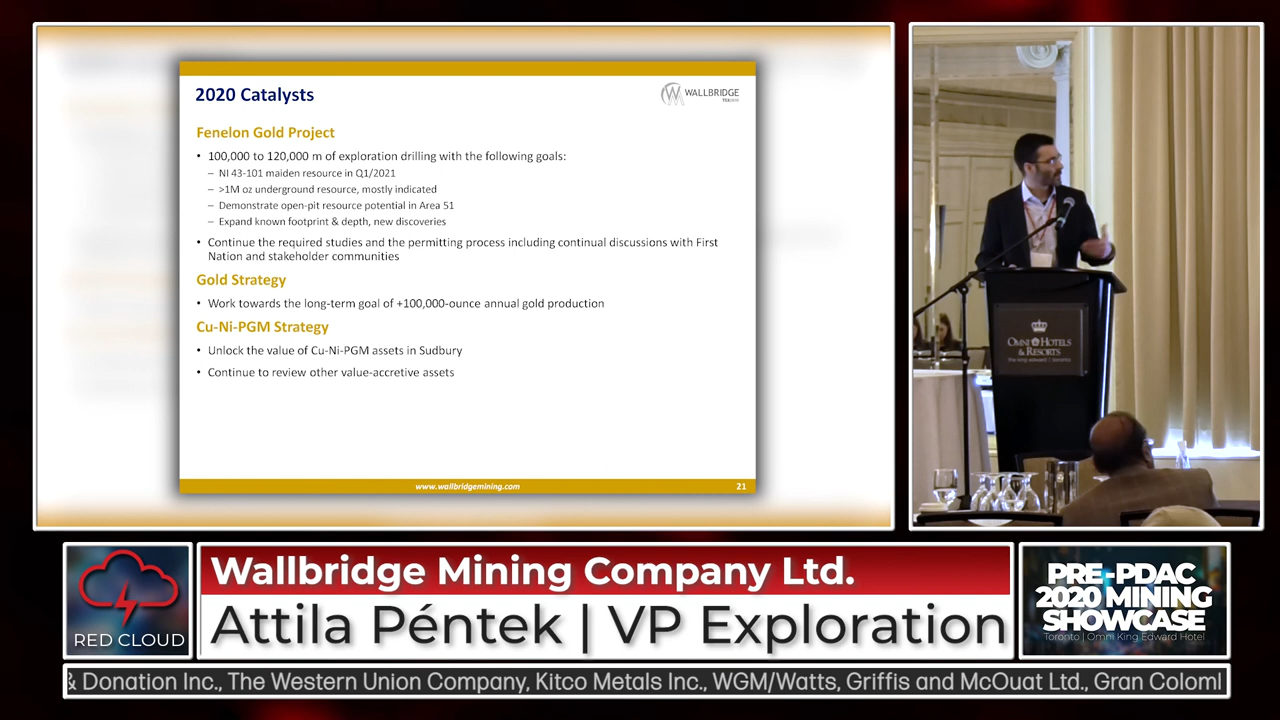 2020 Catalysts
WALLBRIDGE
Fenelon Gold Project
• 100,000 to 120,000 m of exploration drilling with the following goals:
– NI 43-101 maiden resource in Q1/2021
– >1M oz underground resource, mostly indicated
– Demonstrate open-pit resource potential in Area 51
– Expand known footprint & depth, new discoveries
• Continue the required studies and the permitting process including continual discussions with First
Nation and stakeholder communities
Gold Strategy
• Work towards the long-term goal of +100,000-ounce annual gold production
Cu-Ni-PGM Strategy
• Unlock the value of Cu-Ni-PGM assets in Sudbury
• Continue to review other value-accretive assets
www.wallbridgemining.com
21
OMNI HOTELS
& RESORTS
the king edward | toronto
RED CLOUD
Wallbridge Mining Company Ltd.
Attila Péntek | VP Exploration
PRE-PDAC
2020 MINING
SHOWCASE
Toronto | Omni King Edward Hotel
& Donation Inc., The Western Union Company, Kitco Metals Inc., WGM/Watts, Griffis and McOuat Ltd., Gran Coloml